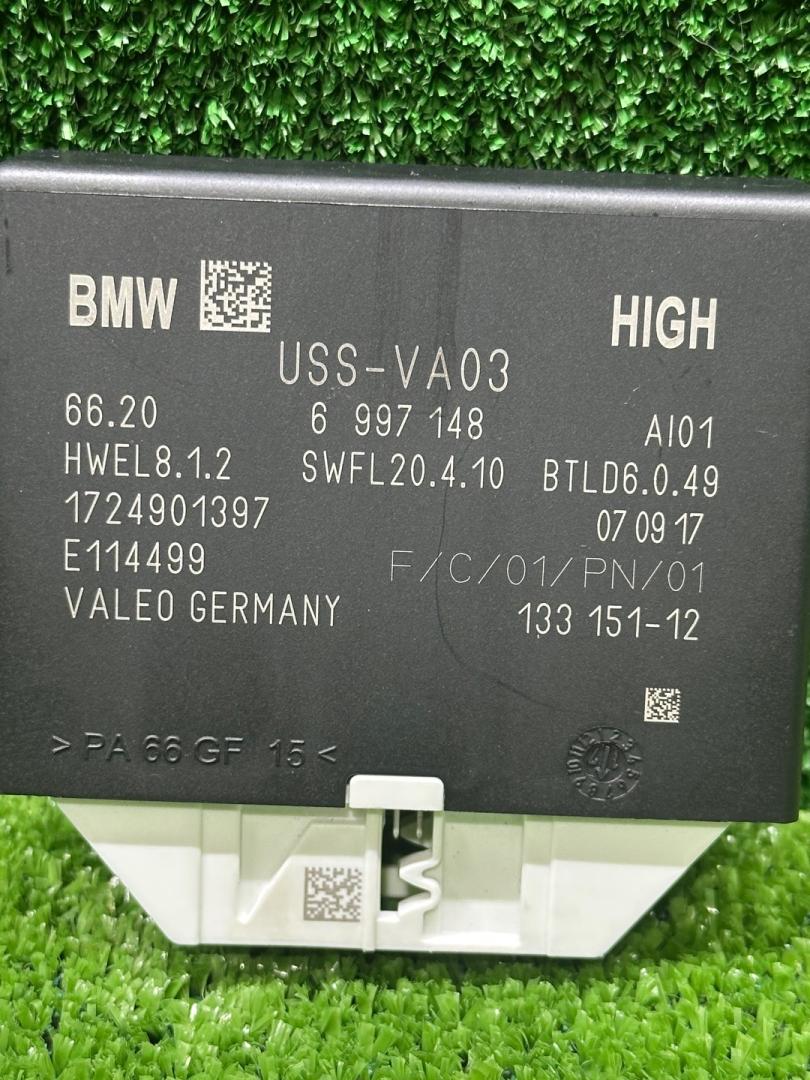 BMW
HIGH
USS-VA03
66.20 6 997 148 AI01
HWEL8.1.2 SWFL20.4.10 BTLD6.0.49
1724901397 07 09 17
E114499 F/C/01/PN/01
VALEO GERMANY 133 151-12
> PA 66 GF 15 <